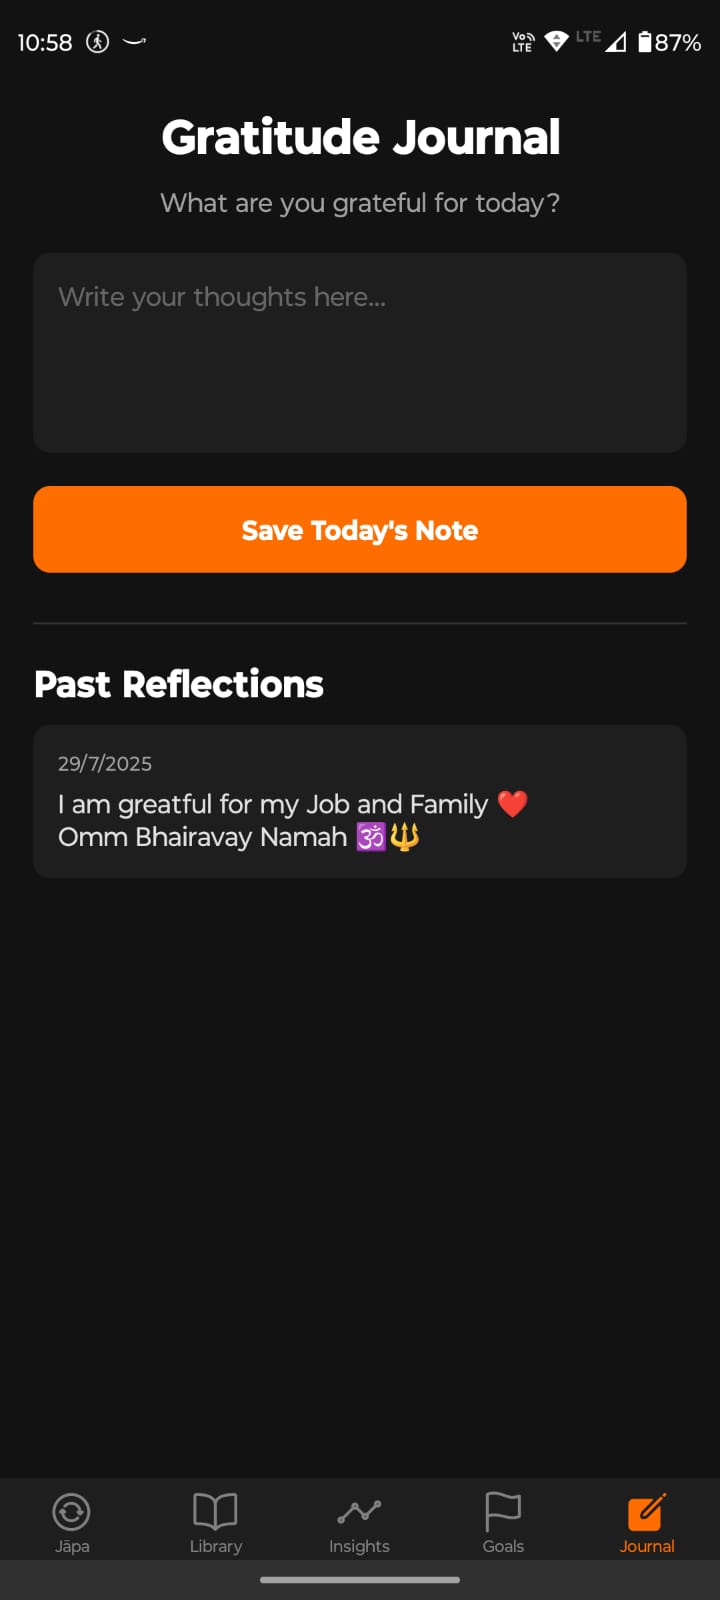 10:58 Vo LTE LTE 87%
Gratitude Journal
What are you grateful for today?
Write your thoughts here...
Save Today's Note
Past Reflections
29/7/2025
I am greatful for my Job and Family ❤️
Omm Bhairavay Namah 🕉️🔱
Jāpa Library Insights Goals Journal